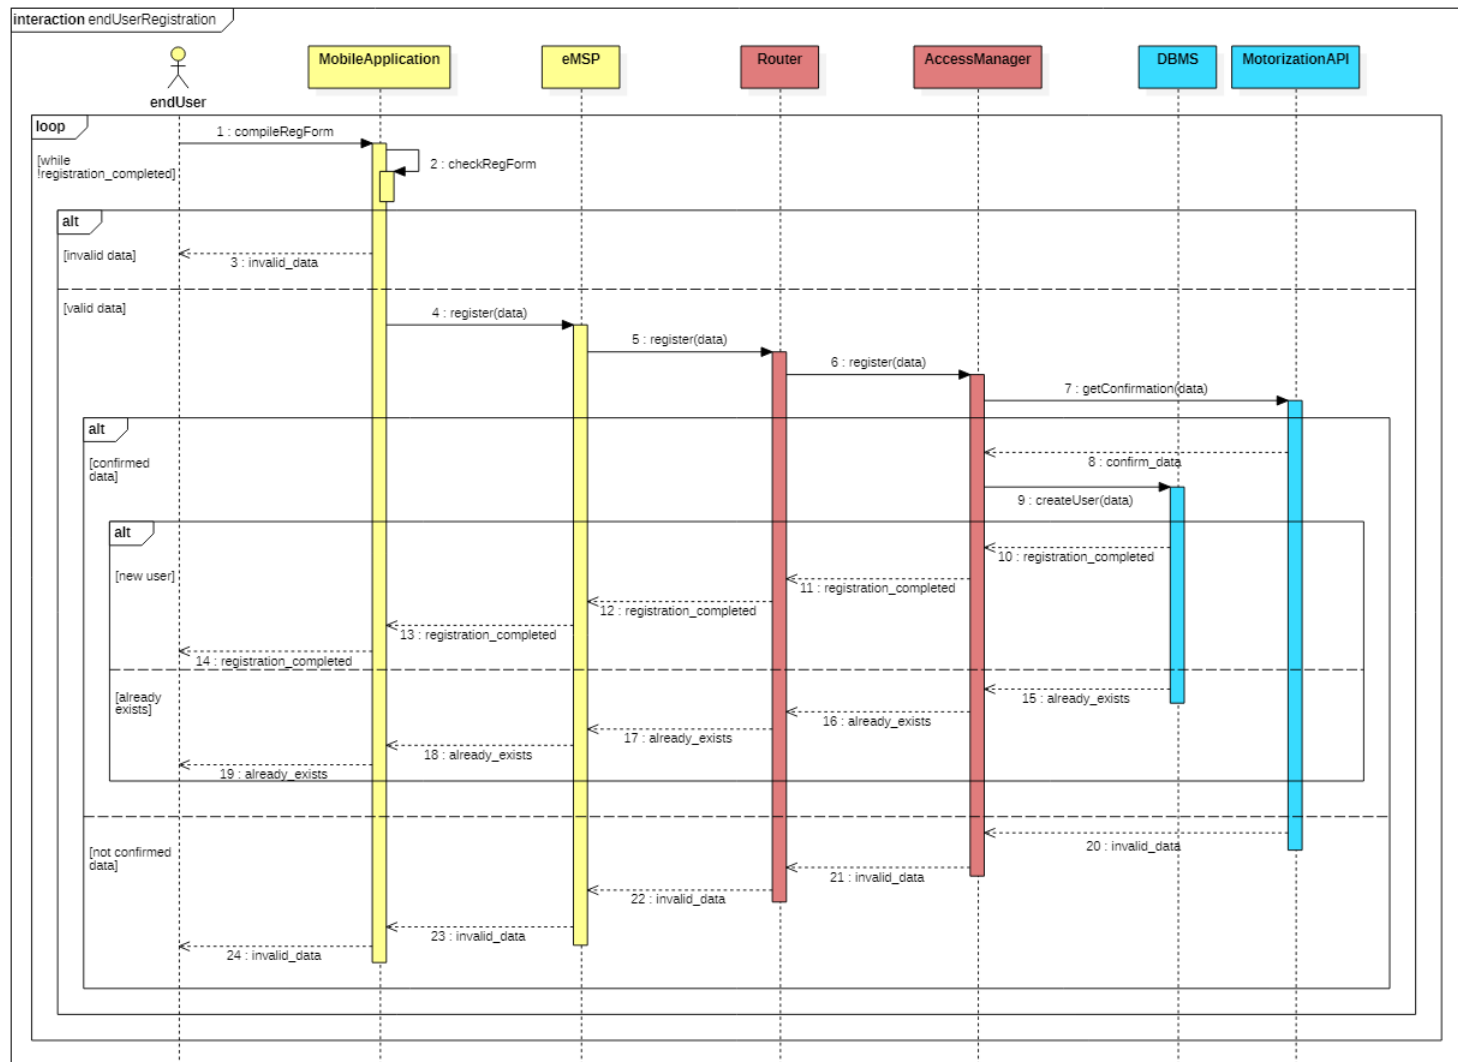 interaction endUserRegistration
MobileApplication
eMSP
Router
AccessManager
DBMS
MotorizationAPI
endUser
loop
1 : compileRegForm
[while
!registration_completed]
2 : checkRegForm
alt
[invalid data]
3 : invalid_data
[valid data]
4 : register(data)
5 : register(data)
6 : register(data)
7 : getConfirmation(data)
alt
[confirmed
data]
8 : confirm_data
9 : createUser(data)
alt
10 : registration_completed
[new user]
11 : registration_completed
12 : registration_completed
13 : registration_completed
14 : registration_completed
[already
exists]
15 : already_exists
16 : already_exists
17 : already_exists
18 : already_exists
19 : already_exists
20 : invalid_data
[not confirmed
data]
21 : invalid_data
22 : invalid_data
23 : invalid_data
24 : invalid_data